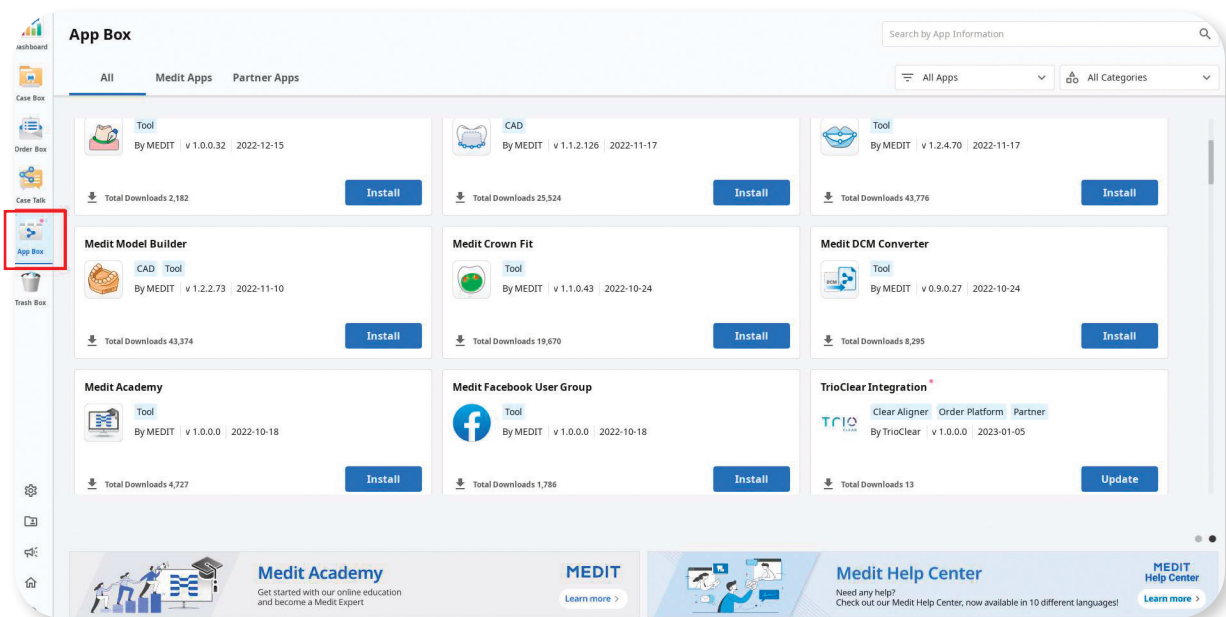 App Box
Search by App Information
All Medit Apps Partner Apps
All Apps
All Categories
Case Box
Order Box
Case Talk
App Box
Trash Box
Tool
By MEDIT v 1.0.0.32 2022-12-15
Total Downloads 2,182
Install
CAD
By MEDIT v 1.1.2.126 2022-11-17
Total Downloads 25,524
Install
Tool
By MEDIT v 1.2.4.70 2022-11-17
Total Downloads 43,776
Install
Medit Model Builder
CAD Tool
By MEDIT v 1.2.2.73 2022-11-10
Total Downloads 43,374
Install
Medit Crown Fit
Tool
By MEDIT v 1.1.0.43 2022-10-24
Total Downloads 19,670
Install
Medit DCM Converter
DCM
Tool
By MEDIT v 0.9.0.27 2022-10-24
Total Downloads 8,295
Install
Medit Academy
Tool
By MEDIT v 1.0.0.0 2022-10-18
Total Downloads 4,727
Install
Medit Facebook User Group
Tool
By MEDIT v 1.0.0.0 2022-10-18
Total Downloads 1,786
Install
TrioClear Integration *
TRIO
CLEAR
Clear Aligner Order Platform Partner
By TrioClear v 1.0.0.0 2023-01-05
Total Downloads 13
Update
Medit Academy
Get started with our online education
and become a Medit Expert
MEDIT
Learn more >
Medit Help Center
Need any help?
Check out our Medit Help Center, now available in 10 different languages!
MEDIT
Help Center
Learn more >